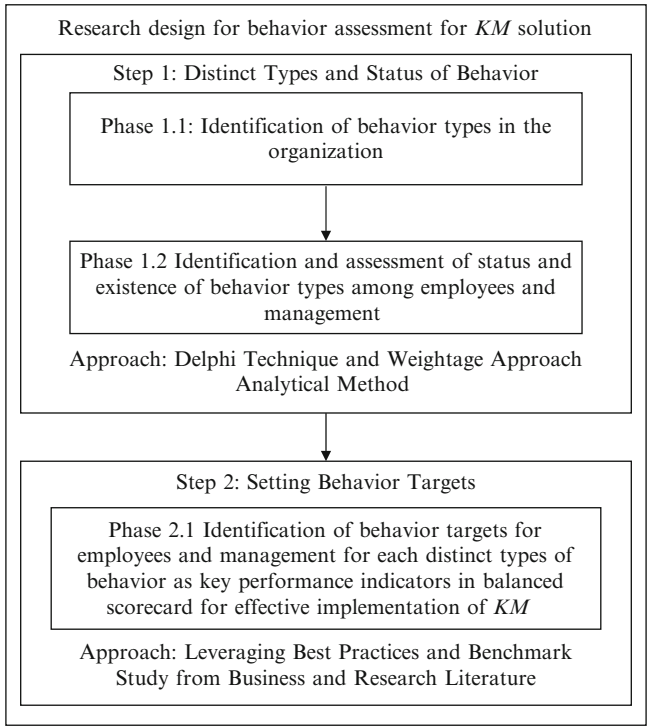 Research design for behavior assessment for KM solution
Step 1: Distinct Types and Status of Behavior
Phase 1.1: Identification of behavior types in the
organization
Phase 1.2 Identification and assessment of status and
existence of behavior types among employees and
management
Approach: Delphi Technique and Weightage Approach
Analytical Method
Step 2: Setting Behavior Targets
Phase 2.1 Identification of behavior targets for
employees and management for each distinct types of
behavior as key performance indicators in balanced
scorecard for effective implementation of KM
Approach: Leveraging Best Practices and Benchmark
Study from Business and Research Literature